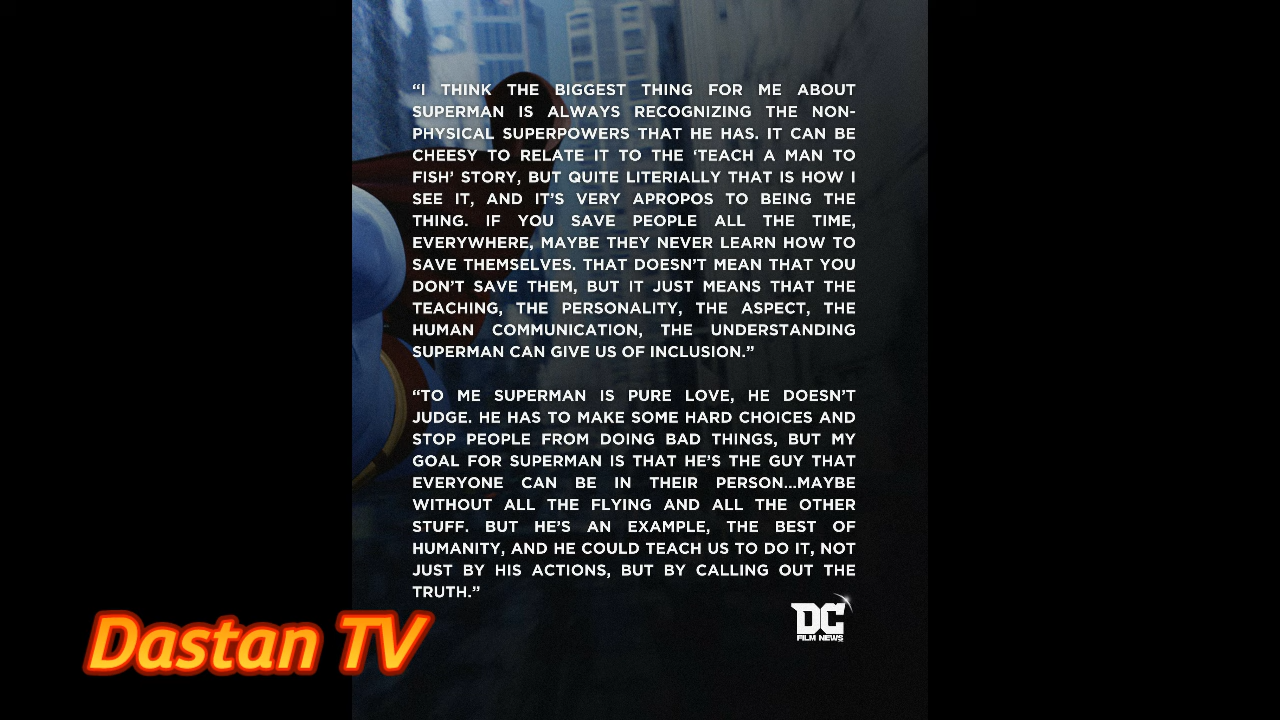 “I THINK THE BIGGEST THING FOR ME ABOUT
SUPERMAN IS ALWAYS RECOGNIZING THE NON-
PHYSICAL SUPERPOWERS THAT HE HAS. IT CAN BE
CHEESY TO RELATE IT TO THE ‘TEACH A MAN TO
FISH’ STORY, BUT QUITE LITERIALLY THAT IS HOW I
SEE IT, AND IT’S VERY APROPOS TO BEING THE
THING. IF YOU SAVE PEOPLE ALL THE TIME,
EVERYWHERE, MAYBE THEY NEVER LEARN HOW TO
SAVE THEMSELVES. THAT DOESN’T MEAN THAT YOU
DON’T SAVE THEM, BUT IT JUST MEANS THAT THE
TEACHING, THE PERSONALITY, THE ASPECT, THE
HUMAN COMMUNICATION, THE UNDERSTANDING
SUPERMAN CAN GIVE US OF INCLUSION.”
“TO ME SUPERMAN IS PURE LOVE, HE DOESN’T
JUDGE. HE HAS TO MAKE SOME HARD CHOICES AND
STOP PEOPLE FROM DOING BAD THINGS, BUT MY
GOAL FOR SUPERMAN IS THAT HE’S THE GUY THAT
EVERYONE CAN BE IN THEIR PERSON...MAYBE
WITHOUT ALL THE FLYING AND ALL THE OTHER
STUFF. BUT HE’S AN EXAMPLE, THE BEST OF
HUMANITY, AND HE COULD TEACH US TO DO IT, NOT
JUST BY HIS ACTIONS, BUT BY CALLING OUT THE
TRUTH.”
DC
FILM NEWS
Dastan TV